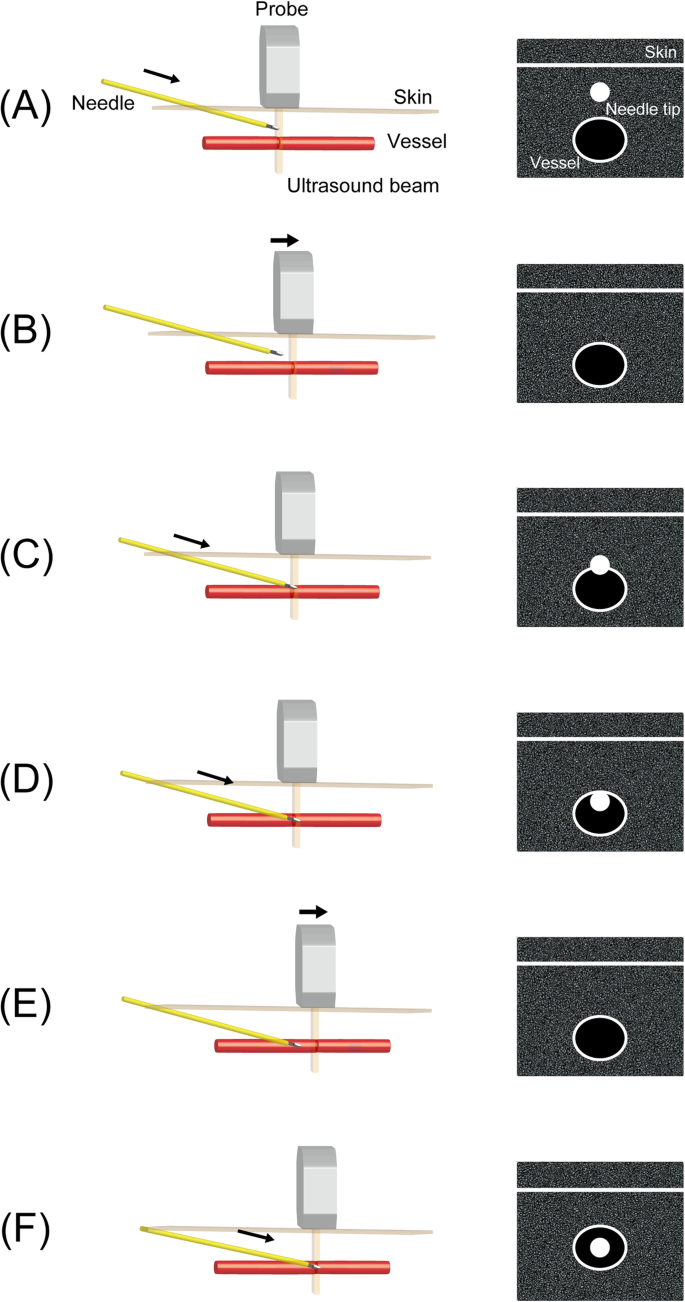 Probe
Skin
(A)
Needle
Skin
Needle tip
Vessel
Vessel
Ultrasound beam
(B)
(C)
(D)
(E)
(F)